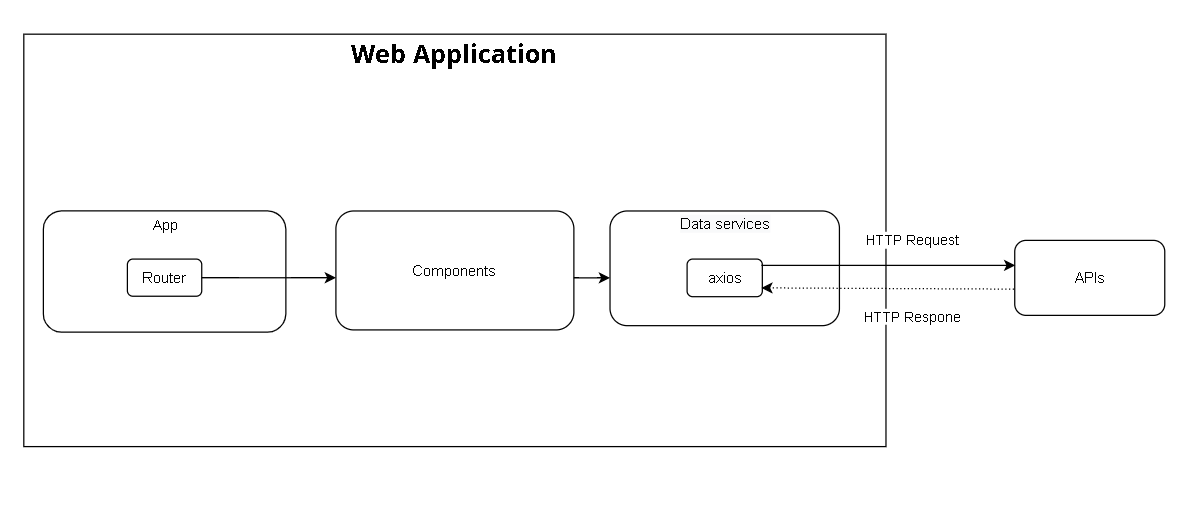 Web Application
App
Router
Components
Data services
axios
HTTP Request
HTTP Respone
APIs